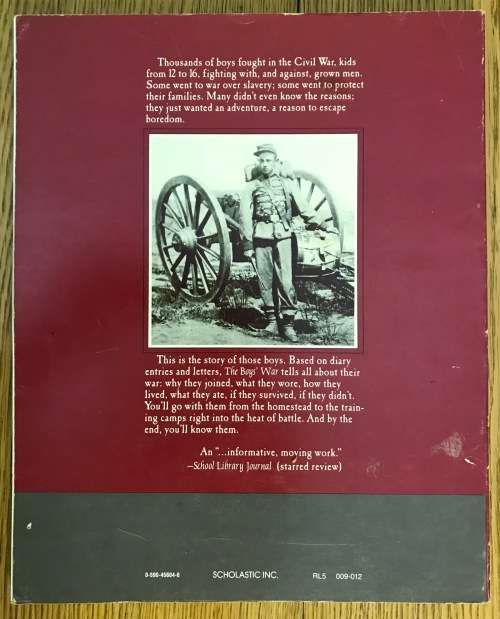 Thousands of boys fought in the Civil War, kids
from 12 to 16, fighting with, and against, grown men.
Some went to war over slavery; some went to protect
their families. Many didn't even know the reasons;
they just wanted an adventure, a reason to escape
boredom.
This is the story of those boys. Based on diary
entries and letters, The Boys' War tells all about their
war: why they joined, what they wore, how they
lived, what they ate, if they survived, if they didn't.
You'll go with them from the homestead to the train-
ing camps right into the heat of battle. And by the
end, you'll know them.
An "...informative, moving work."
—School Library Journal (starred review)
0-590-45604-6 SCHOLASTIC INC. RL5 009-012